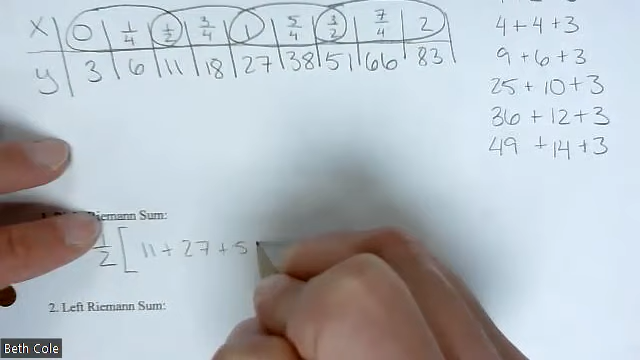 x | 0 | 1/4 | 1/2 | 3/4 | 1 | 5/4 | 3/2 | 7/4 | 2
y | 3 | 6 | 11 | 18 | 27 | 38 | 51 | 66 | 83
4+4+3
9+6+3
25+10+3
36+12+3
49+14+3
Riemann Sum:
1/2 [ 11+27+5
2. Left Riemann Sum:
Beth Cole